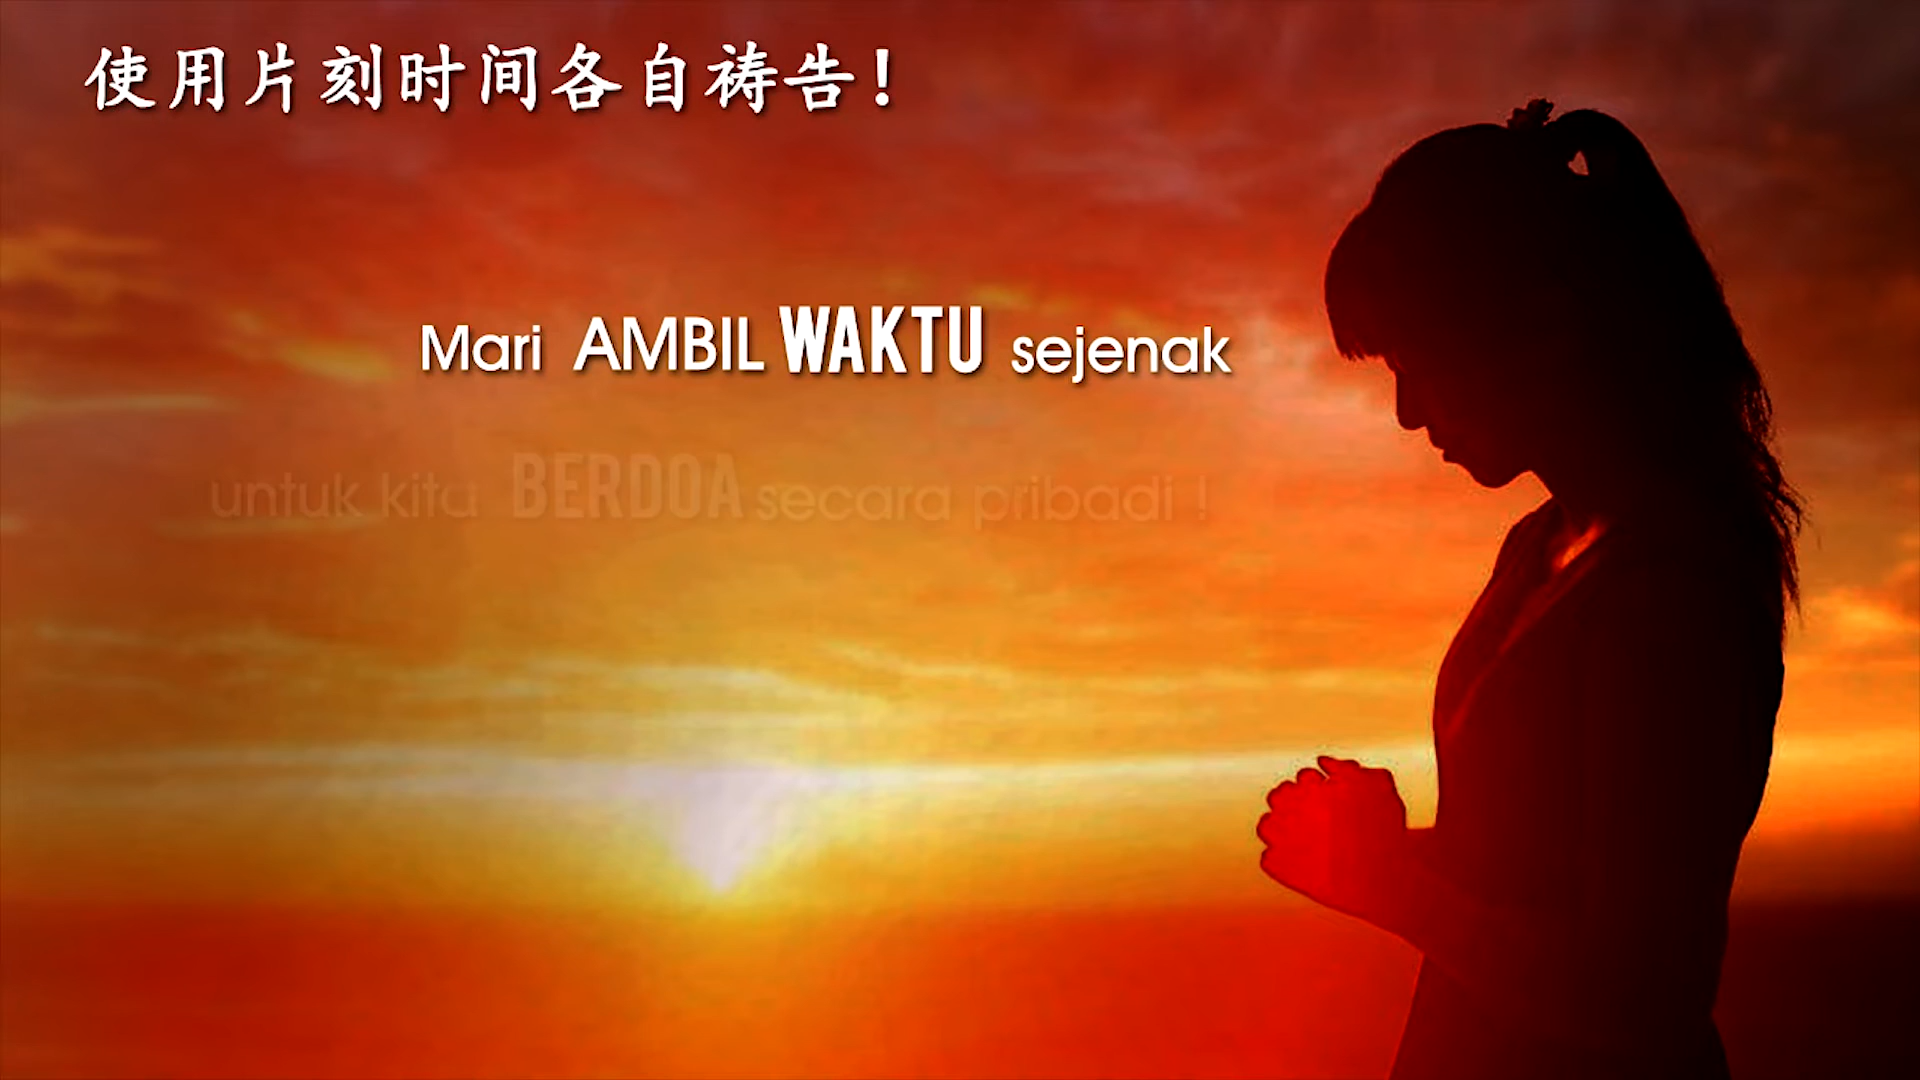 使用片刻时间各自祷告！
Mari AMBIL WAKTU sejenak
untuk kita BERDOA secara pribadi !